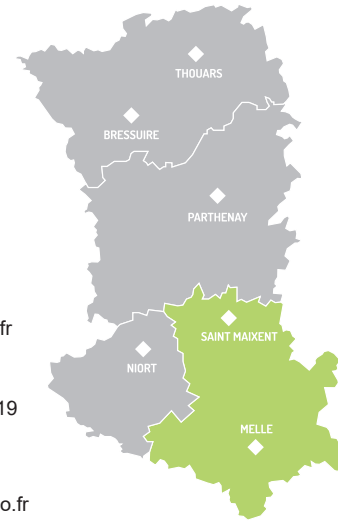 THOUARS
BRESSUIRE
PARTHENAY
fr
SAINT MAIXENT
NIORT
19
MELLE
o.fr